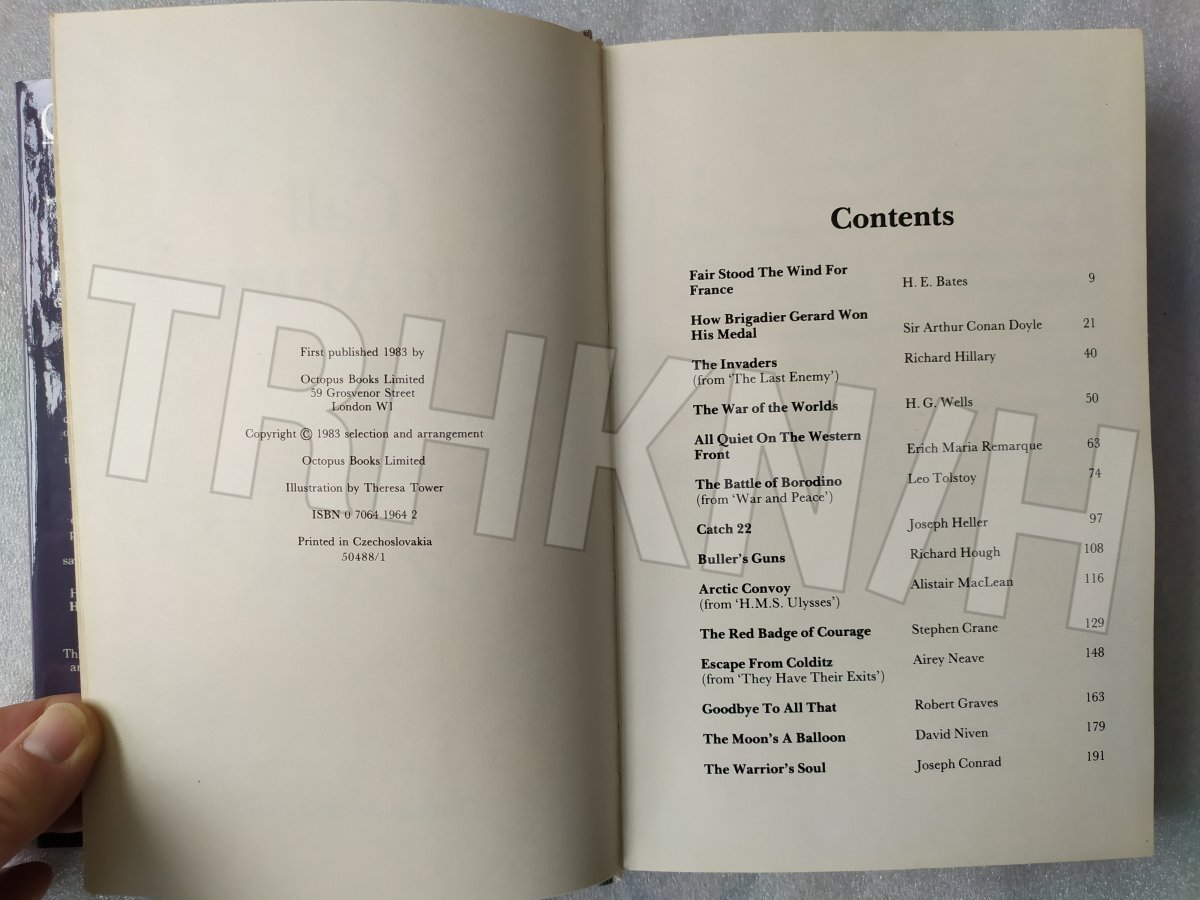 First published 1983 by
Octopus Books Limited
59 Grosvenor Street
London W1
Copyright © 1983 selection and arrangement
Octopus Books Limited
Illustration by Theresa Tower
ISBN 0 7064 1964 2
Printed in Czechoslovakia
50488/1
Contents
Fair Stood The Wind For
France H. E. Bates 9
How Brigadier Gerard Won
His Medal Sir Arthur Conan Doyle 21
The Invaders Richard Hillary 40
(from ‘The Last Enemy’)
The War of the Worlds H. G. Wells 50
All Quiet On The Western
Front Erich Maria Remarque 63
The Battle of Borodino Leo Tolstoy 74
(from ‘War and Peace’)
Catch 22 Joseph Heller 97
Buller's Guns Richard Hough 108
Arctic Convoy Alistair MacLean 116
(from ‘H.M.S. Ulysses’)
The Red Badge of Courage Stephen Crane 129
Escape From Colditz Airey Neave 148
(from ‘They Have Their Exits’)
Goodbye To All That Robert Graves 163
The Moon's A Balloon David Niven 179
The Warrior's Soul Joseph Conrad 191
TRHKN/H